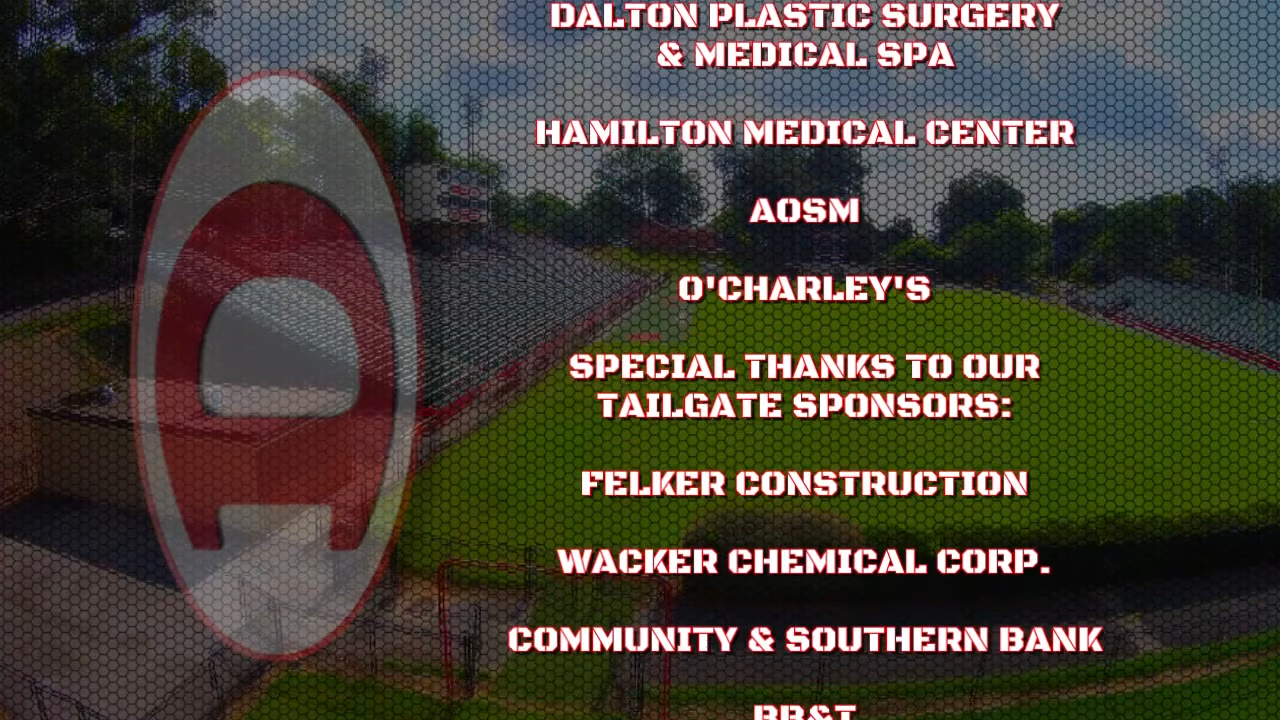 DALTON PLASTIC SURGERY
& MEDICAL SPA
HAMILTON MEDICAL CENTER
AOSM
O'CHARLEY'S
SPECIAL THANKS TO OUR
TAILGATE SPONSORS:
FELKER CONSTRUCTION
WACKER CHEMICAL CORP.
COMMUNITY & SOUTHERN BANK
BB&T
D